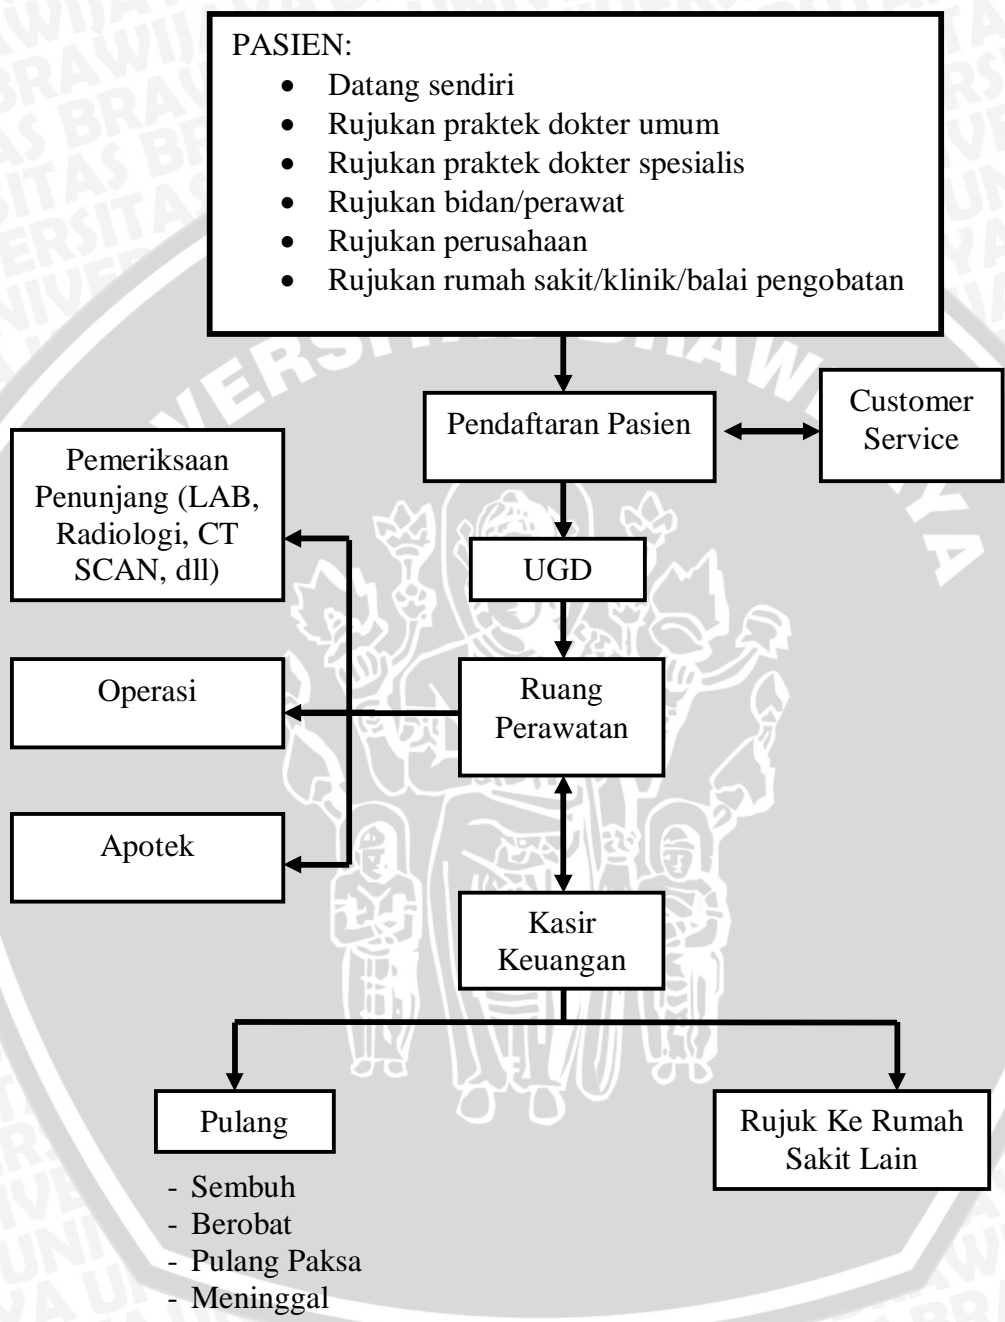 PASIEN:
• Datang sendiri
• Rujukan praktek dokter umum
• Rujukan praktek dokter spesialis
• Rujukan bidan/perawat
• Rujukan perusahaan
• Rujukan rumah sakit/klinik/balai pengobatan
Pendaftaran Pasien
Customer
Service
Pemeriksaan
Penunjang (LAB,
Radiologi, CT
SCAN, dll)
UGD
Operasi
Ruang
Perawatan
Apotek
Kasir
Keuangan
Pulang
Rujuk Ke Rumah
Sakit Lain
- Sembuh
- Berobat
- Pulang Paksa
- Meninggal